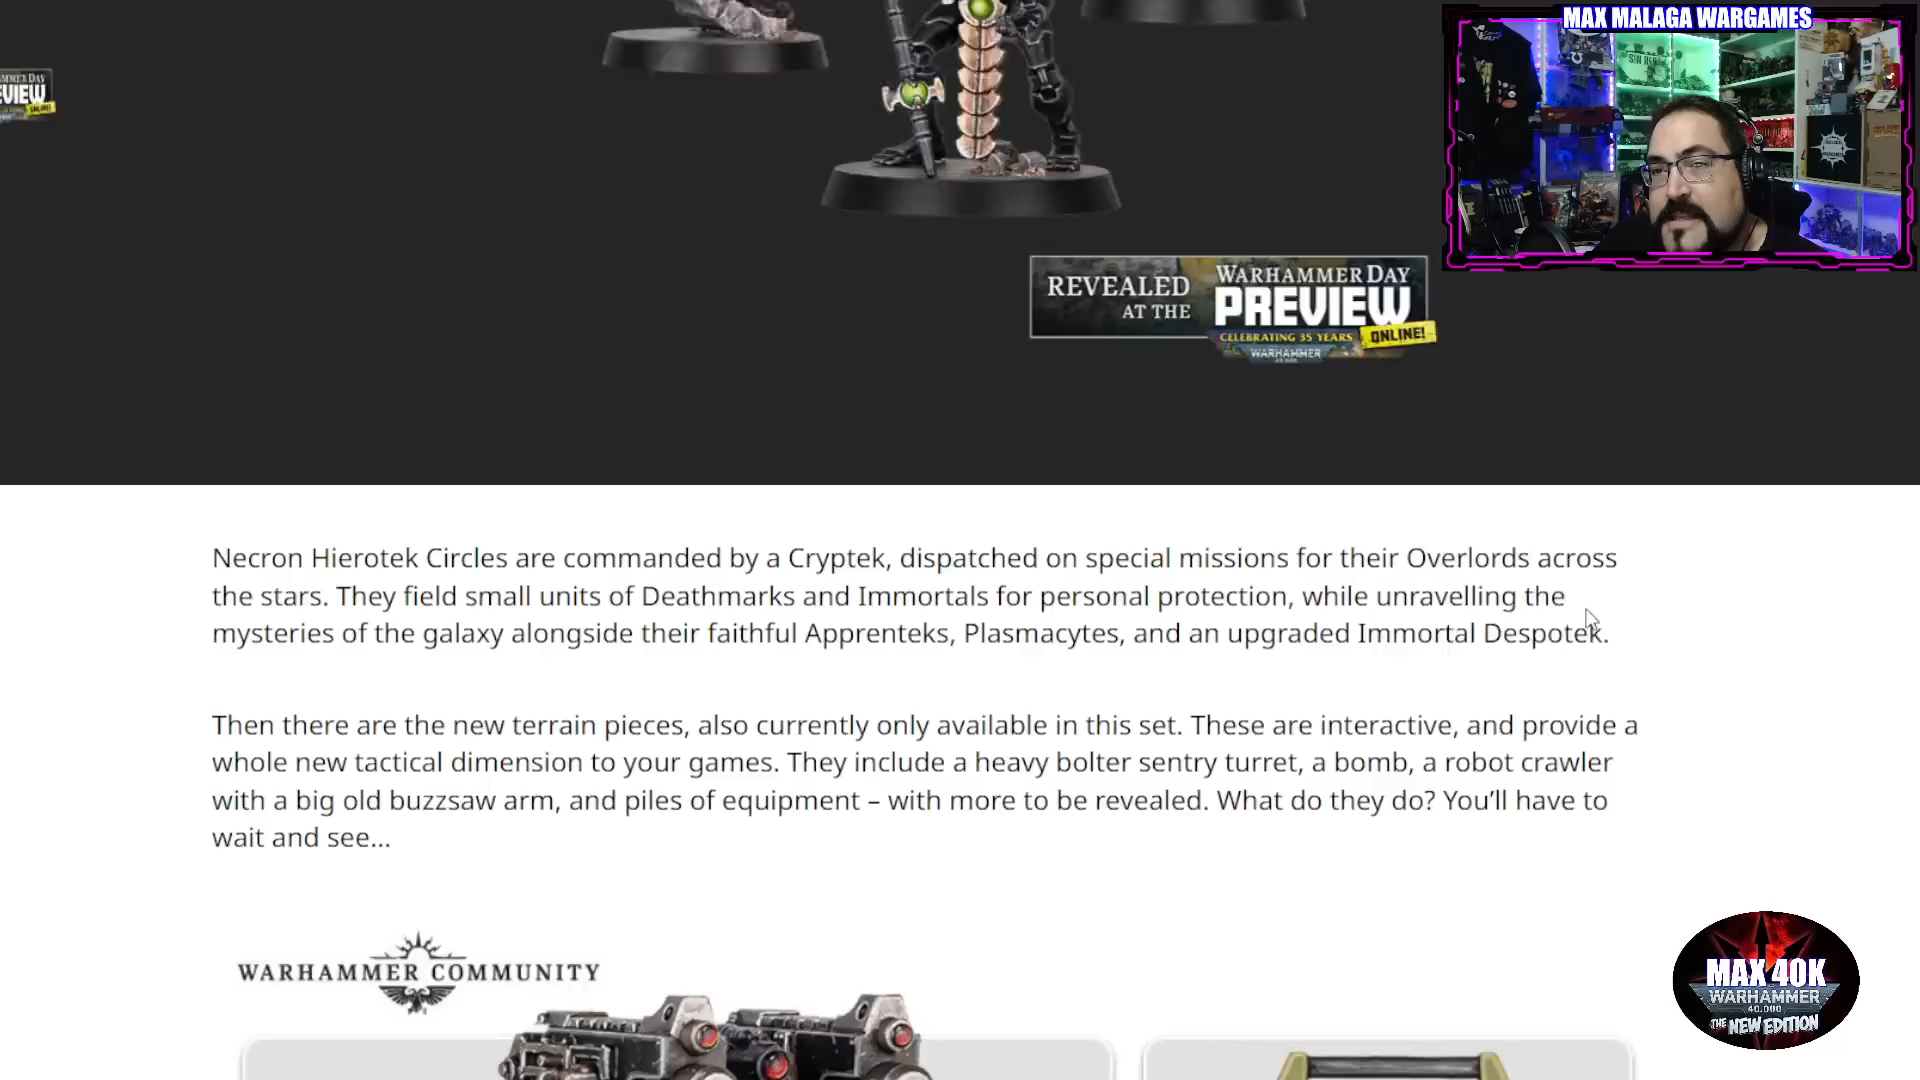 MAX MALAGA WARGAMES
REVEALED
AT THE
WARHAMMER DAY
PREVIEW
ONLINE!
CELEBRATING 35 YEARS
WARHAMMER
40,000
Necron Hierotek Circles are commanded by a Cryptek, dispatched on special missions for their Overlords across
the stars. They field small units of Deathmarks and Immortals for personal protection, while unravelling the
mysteries of the galaxy alongside their faithful Apprenteks, Plasmacytes, and an upgraded Immortal Despotek.
Then there are the new terrain pieces, also currently only available in this set. These are interactive, and provide a
whole new tactical dimension to your games. They include a heavy bolter sentry turret, a bomb, a robot crawler
with a big old buzzsaw arm, and piles of equipment – with more to be revealed. What do they do? You’ll have to
wait and see…
WARHAMMER COMMUNITY
MAX 40K
WARHAMMER
40,000
THE NEW EDITION